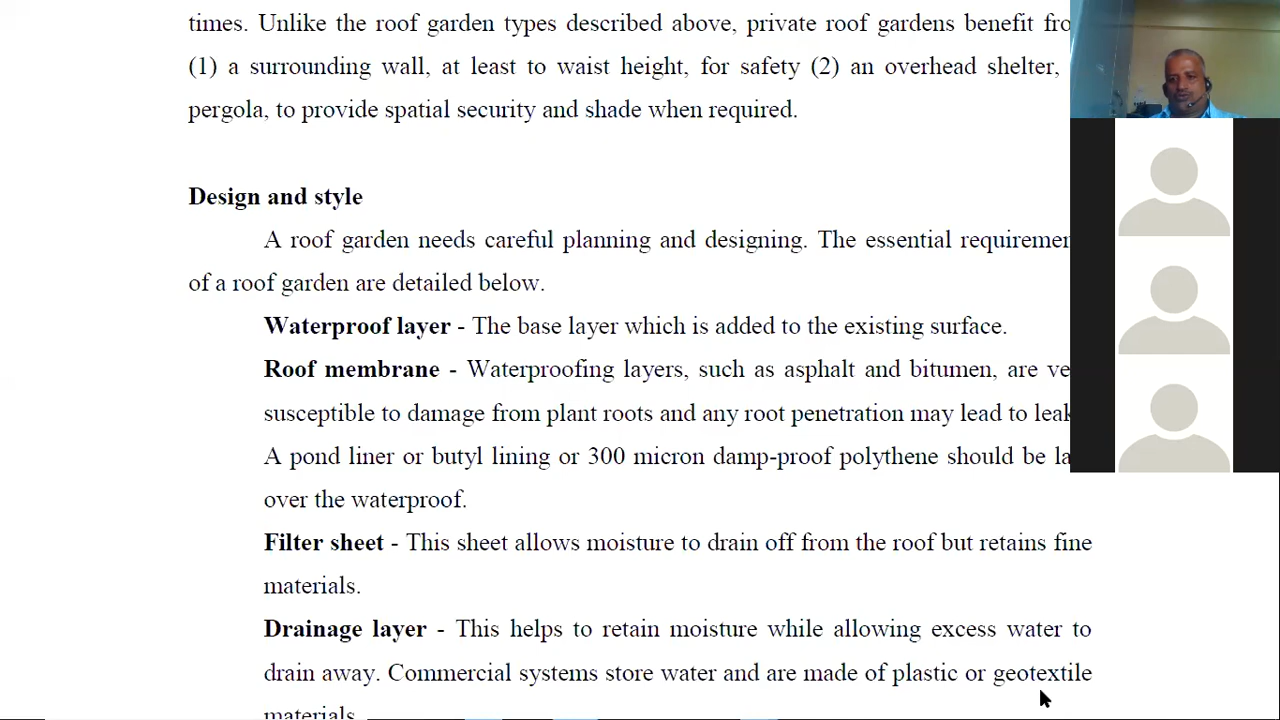 times. Unlike the roof garden types described above, private roof gardens benefit
(1) a surrounding wall, at least to waist height, for safety (2) an overhead shelter,
pergola, to provide spatial security and shade when required.
Design and style
A roof garden needs careful planning and designing. The essential
of a roof garden are detailed below.
Waterproof layer - The base layer which is added to the existing surface.
Roof membrane - Waterproofing layers, such as asphalt and bitumen, are
susceptible to damage from plant roots and any root penetration may lead to
A pond liner or butyl lining or 300 micron damp-proof polythene should be
over the waterproof.
Filter sheet - This sheet allows moisture to drain off from the roof but retains fine
materials.
Drainage layer - This helps to retain moisture while allowing excess water to
drain away. Commercial systems store water and are made of plastic or geotextile
materials.